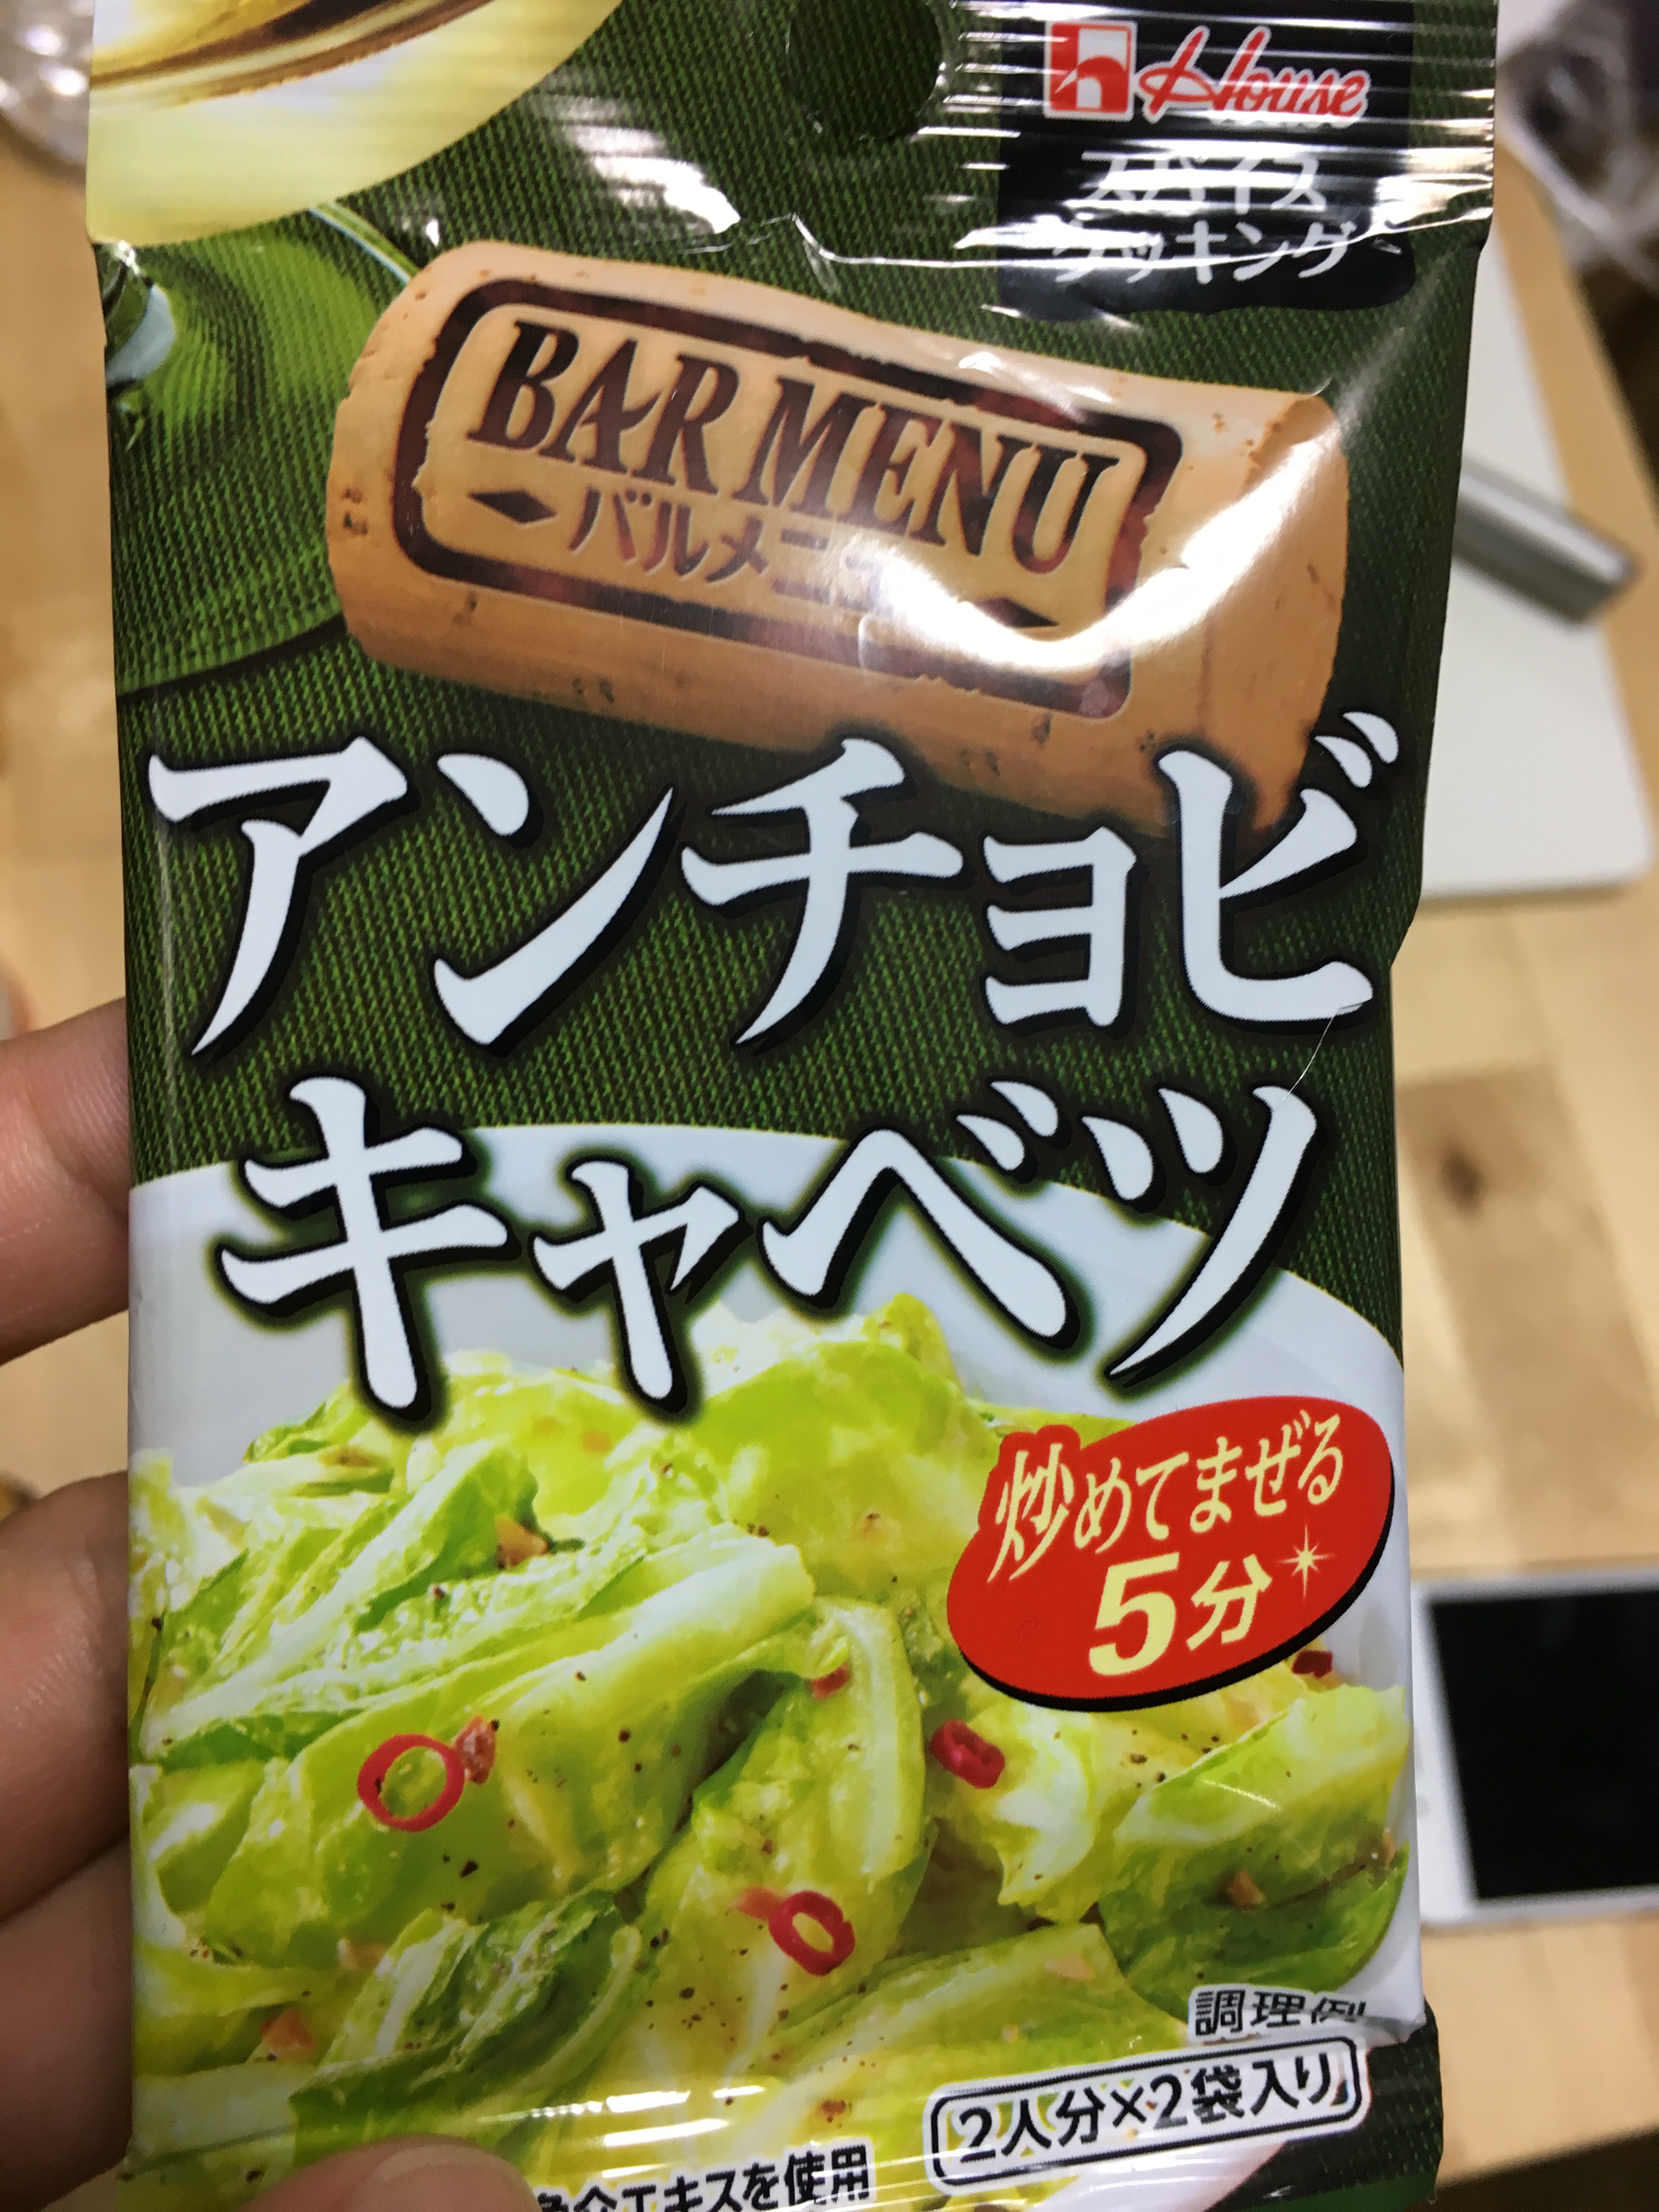 House
スパイス
クッキング
BAR MENU
バルメニュー
アンチョビ
キャベツ
炒めてまぜる
5分
調理例
2人分×2袋入り
エキスを使用